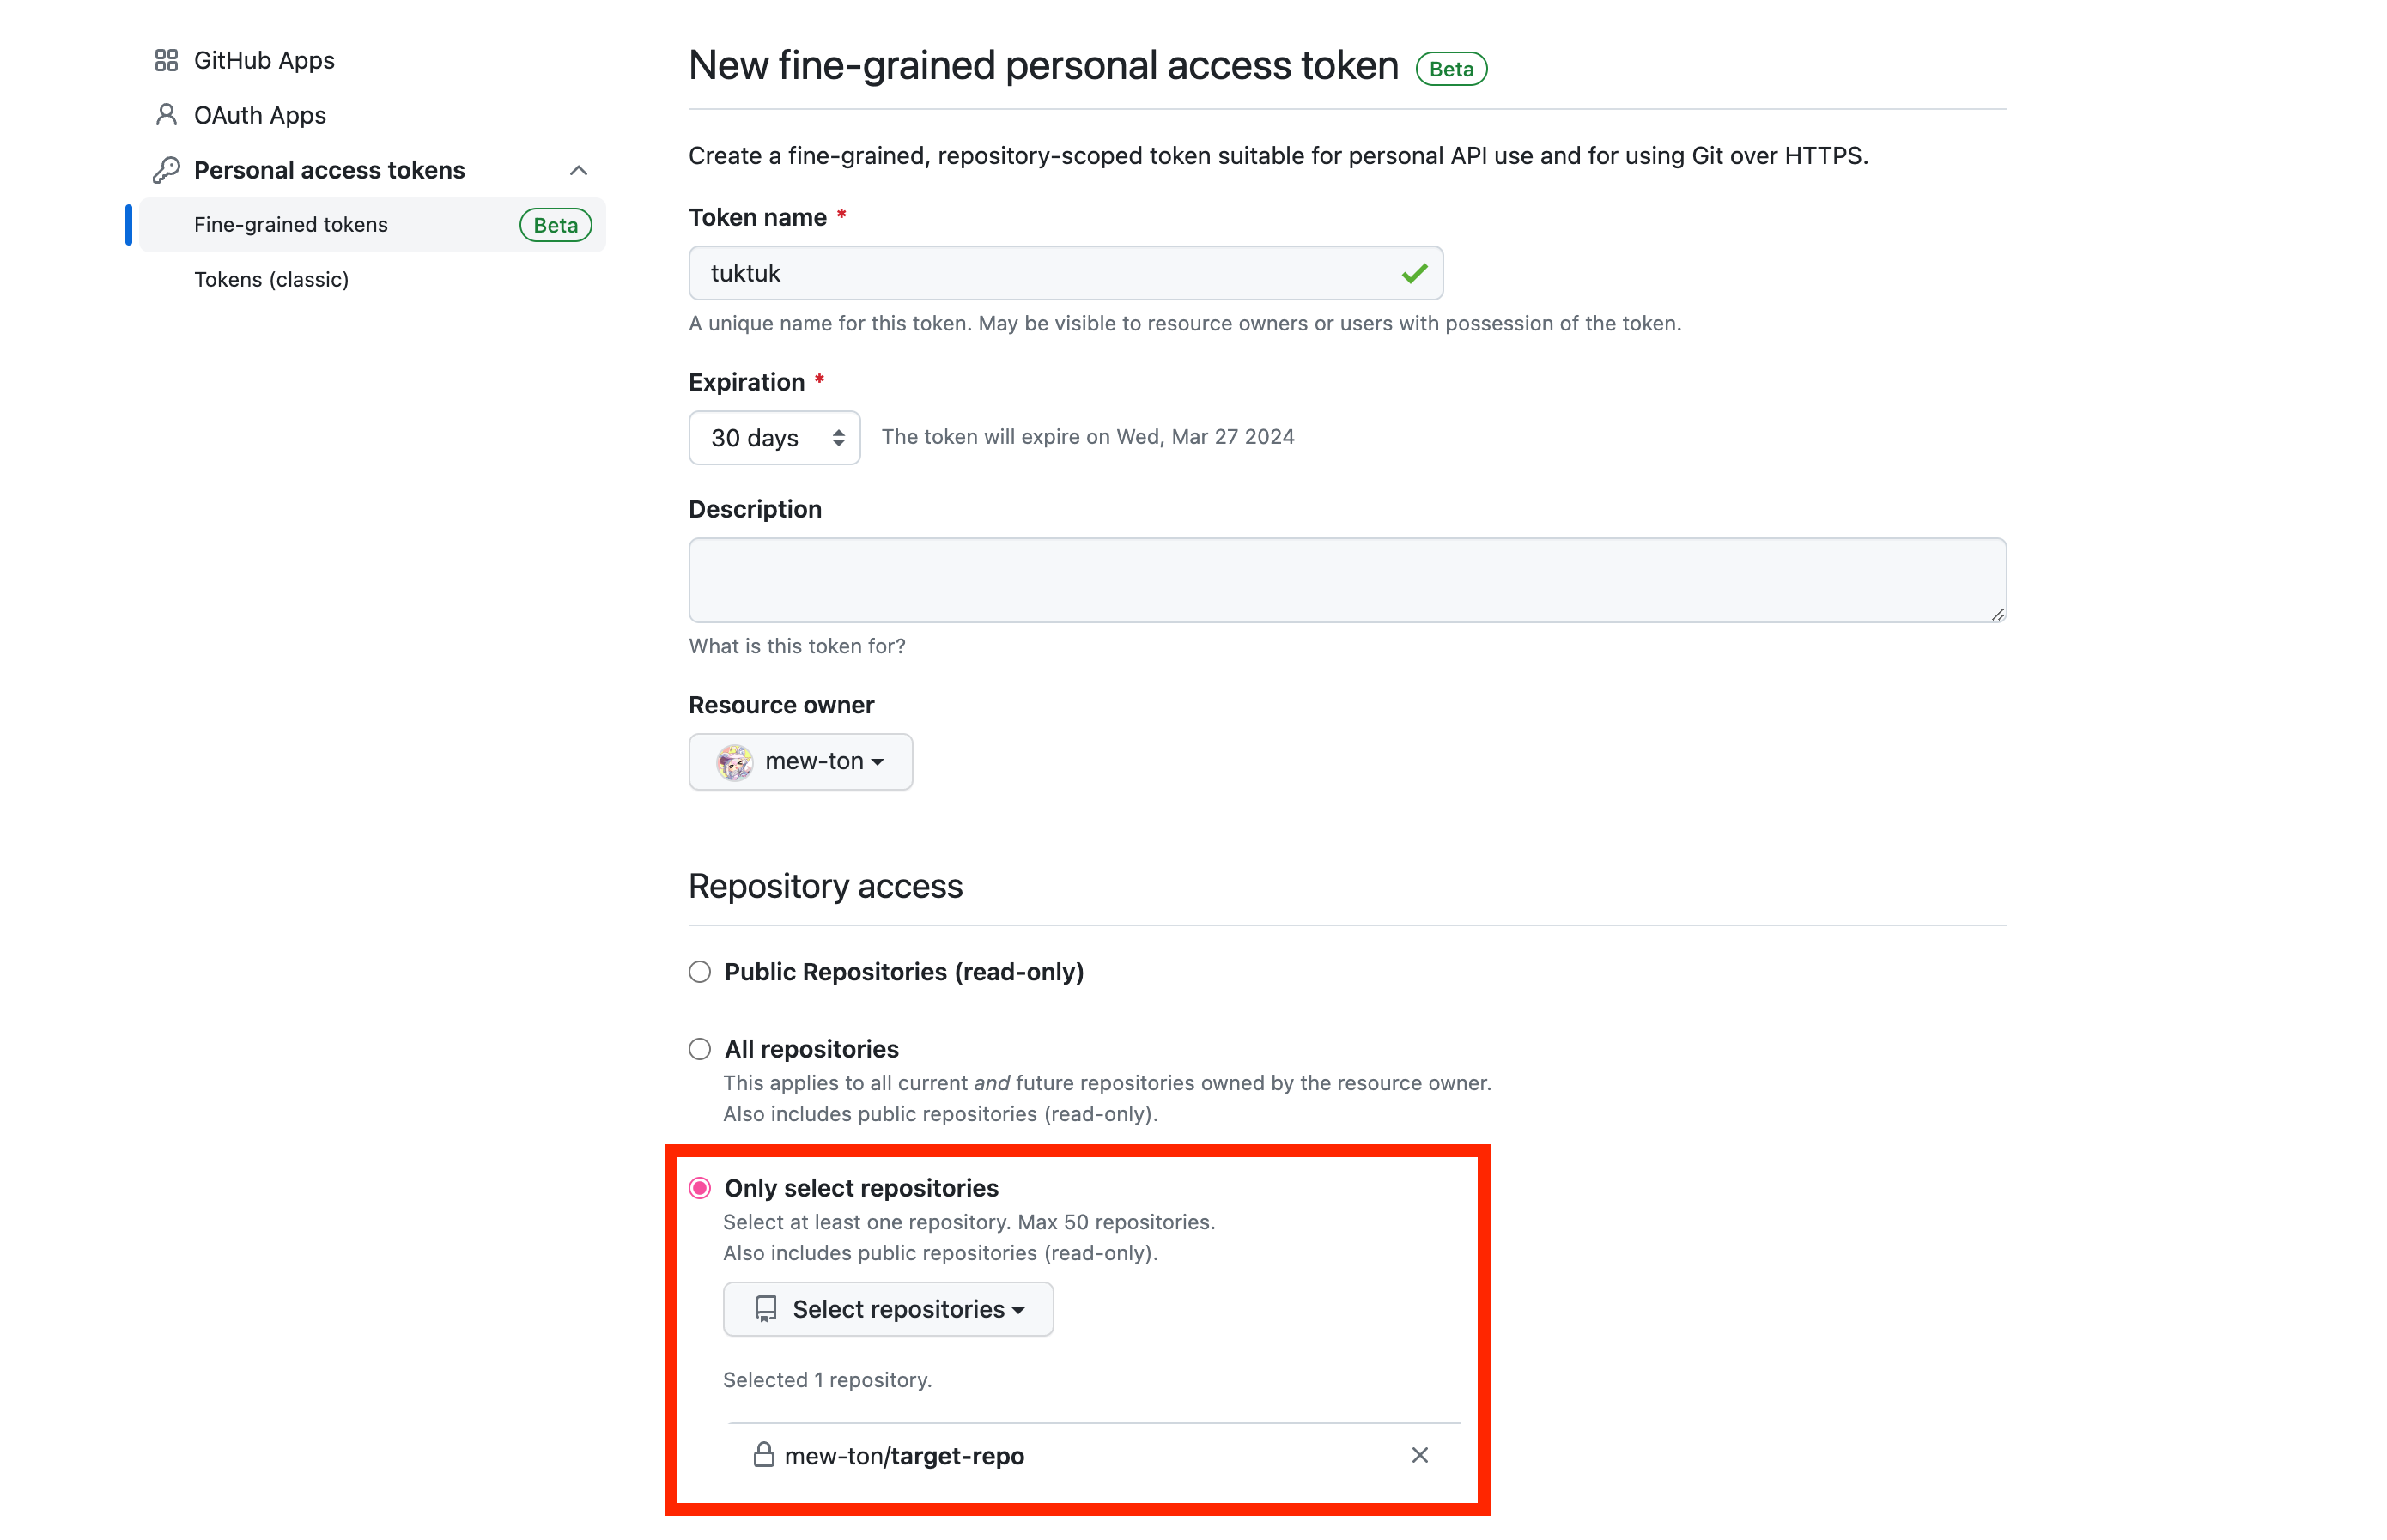 GitHub Apps
OAuth Apps
Personal access tokens
Fine-grained tokens Beta
Tokens (classic)
New fine-grained personal access token Beta
Create a fine-grained, repository-scoped token suitable for personal API use and for using Git over HTTPS.
Token name *
tuktuk
A unique name for this token. May be visible to resource owners or users with possession of the token.
Expiration *
30 days The token will expire on Wed, Mar 27 2024
Description
What is this token for?
Resource owner
mew-ton
Repository access
Public Repositories (read-only)
All repositories
This applies to all current and future repositories owned by the resource owner.
Also includes public repositories (read-only).
Only select repositories
Select at least one repository. Max 50 repositories.
Also includes public repositories (read-only).
Select repositories
Selected 1 repository.
mew-ton/target-repo